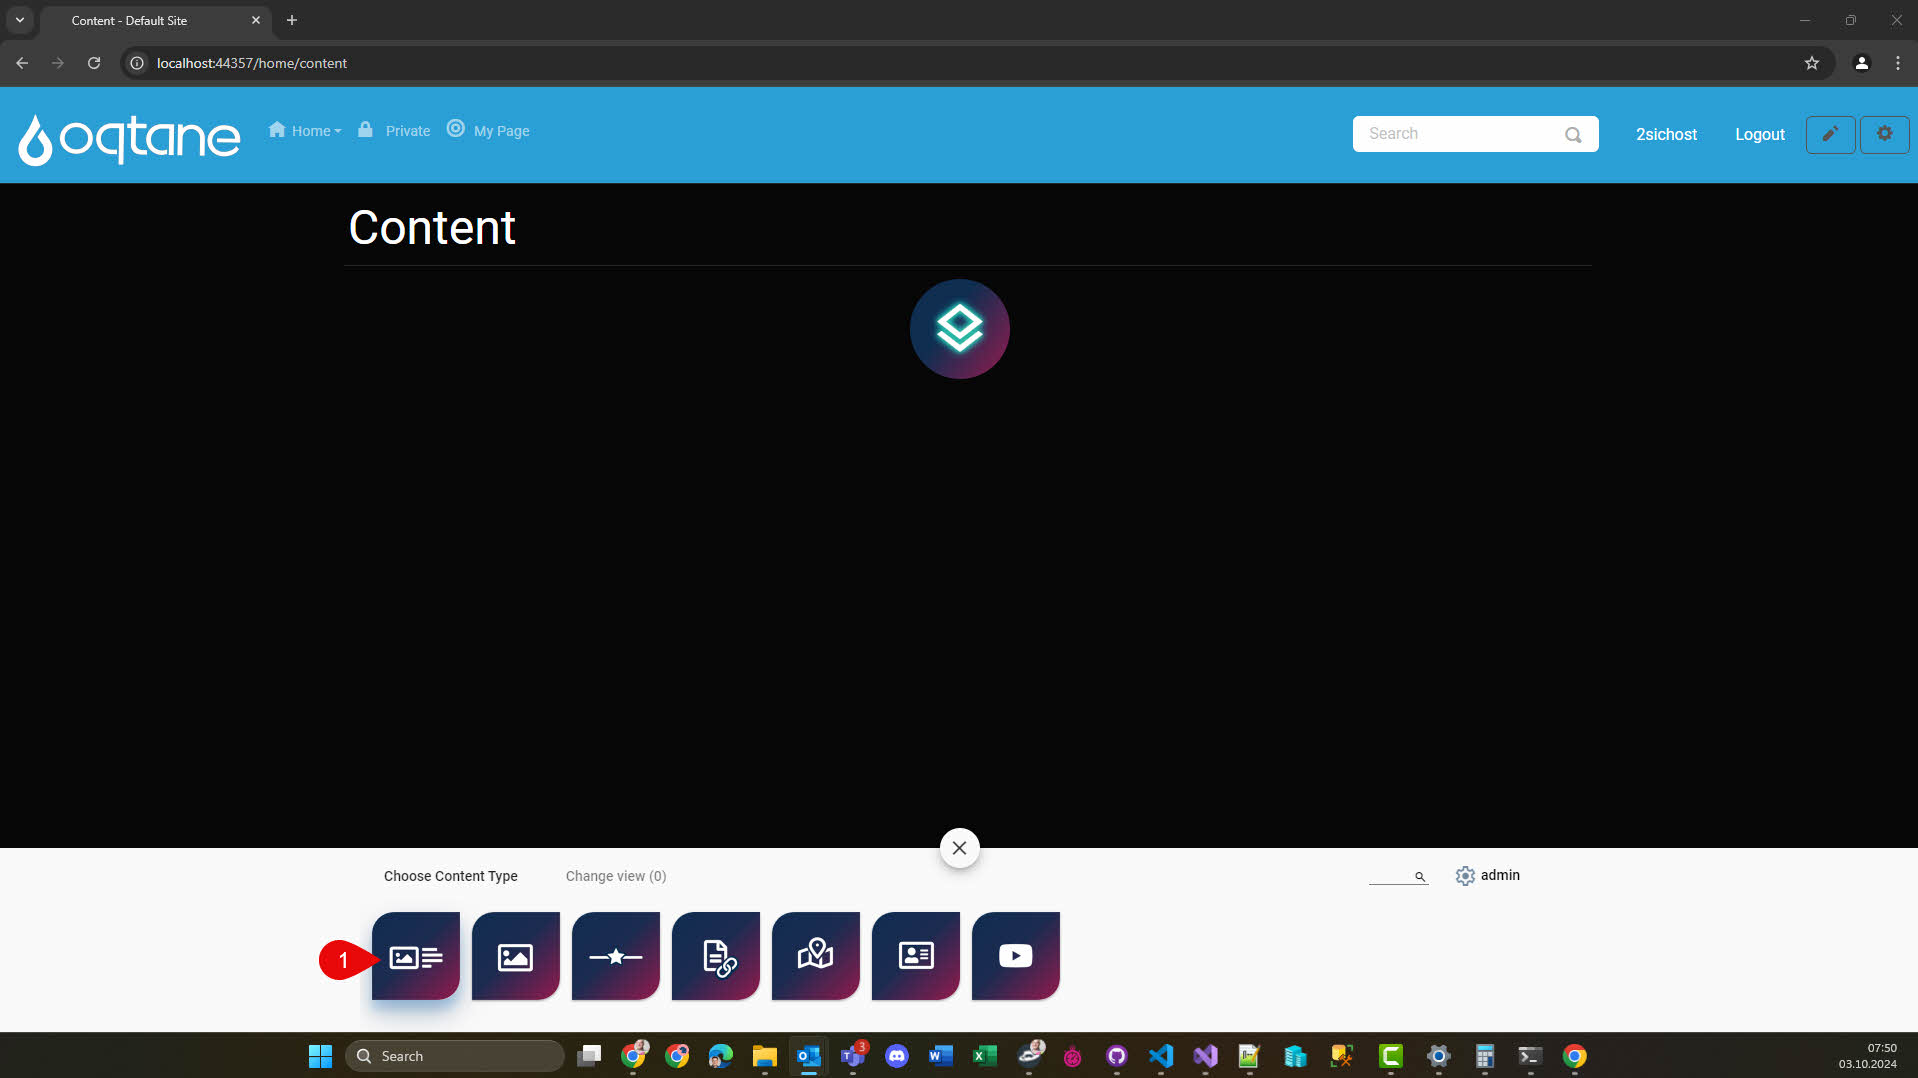 Content - Default Site
localhost:44357/home/content
oqtane
Home
Private
My Page
Search
2sichost
Logout
Content
Choose Content Type
Change view (0)
admin
1
Search
3
07:50
03.10.2024